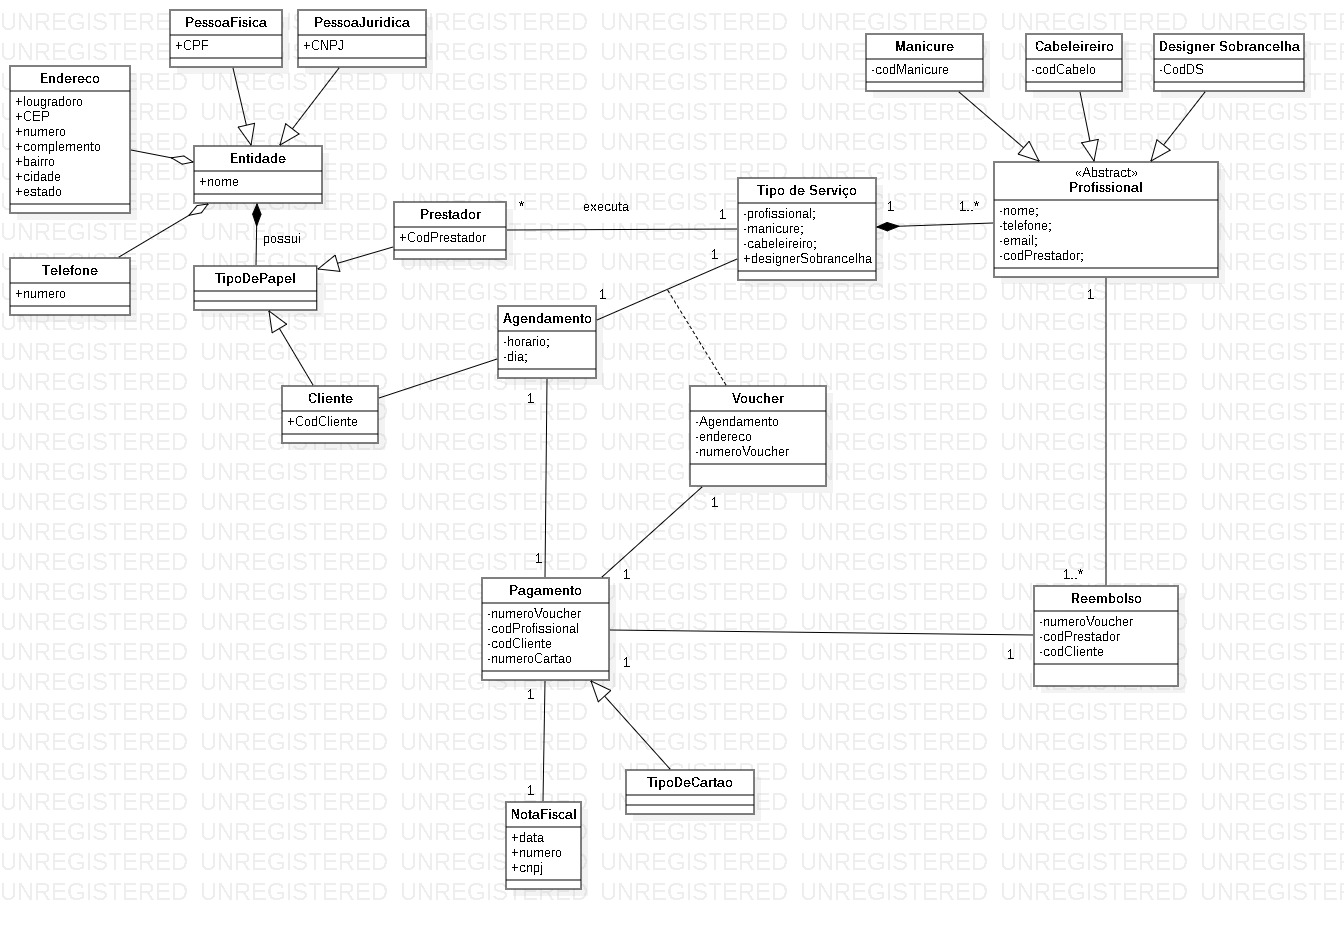 PessoaFisica
+CPF
PessoaJuridica
+CNPJ
Manicure
-codManicure
Cabeleireiro
-codCabelo
Designer Sobrancelha
-CodDS
Endereco
+lougradoro
+CEP
+numero
+complemento
+bairro
+cidade
+estado
Entidade
+nome
«Abstract»
Profissional
-nome;
-telefone;
-email;
-codPrestador;
Tipo de Serviço
-profissional;
-manicure;
-cabeleireiro;
+designerSobrancelha
Prestador
+CodPrestador
*
executa
1
1
1..*
possui
Telefone
+numero
TipoDePapel
1
1
Agendamento
-horario;
-dia;
1
Cliente
+CodCliente
1
Voucher
-Agendamento
-endereco
-numeroVoucher
1
1
1
1..*
Pagamento
-numeroVoucher
-codProfissional
-codCliente
-numeroCartao
Reembolso
-numeroVoucher
-codPrestador
-codCliente
1
1
1
1
TipoDeCartao
NotaFiscal
+data
+numero
+cnpj
UNREGISTERED